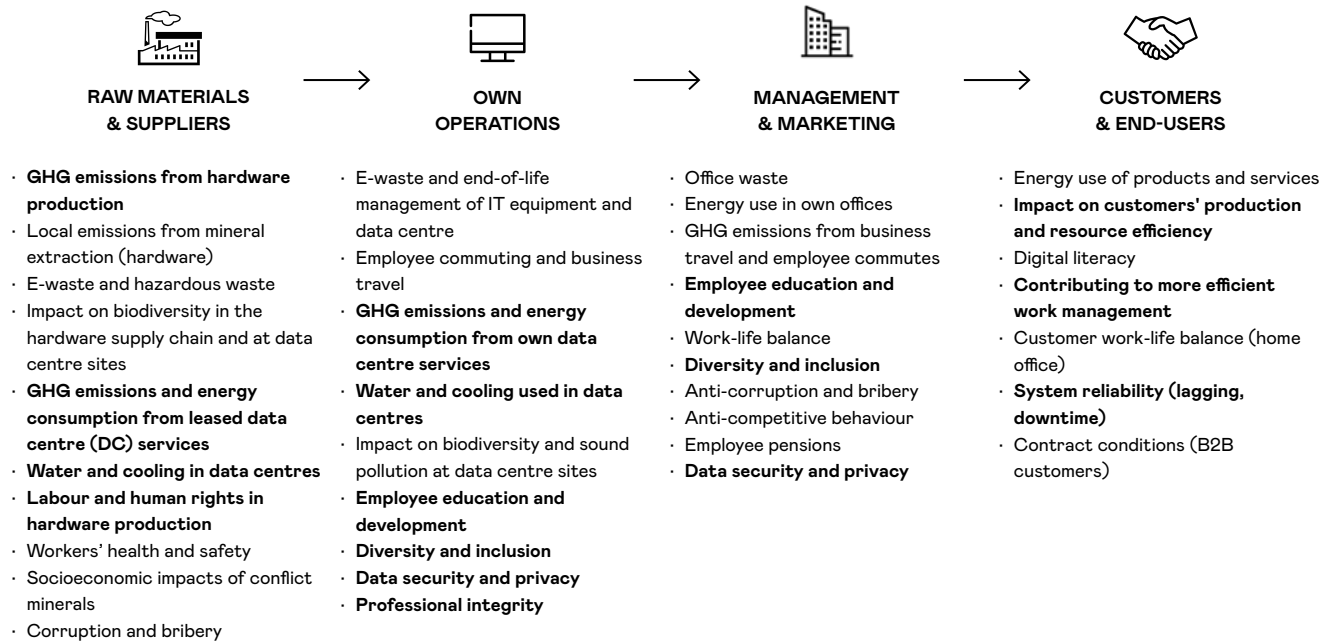 RAW MATERIALS
& SUPPLIERS
· GHG emissions from hardware
production
· Local emissions from mineral
extraction (hardware)
· E-waste and hazardous waste
· Impact on biodiversity in the
hardware supply chain and at data
centre sites
· GHG emissions and energy
consumption from leased data
centre (DC) services
· Water and cooling in data centres
· Labour and human rights in
hardware production
· Workers’ health and safety
· Socioeconomic impacts of conflict
minerals
· Corruption and bribery
OWN
OPERATIONS
· E-waste and end-of-life
management of IT equipment and
data centre
· Employee commuting and business
travel
· GHG emissions and energy
consumption from own data
centre services
· Water and cooling used in data
centres
· Impact on biodiversity and sound
pollution at data centre sites
· Employee education and
development
· Diversity and inclusion
· Data security and privacy
· Professional integrity
MANAGEMENT
& MARKETING
· Office waste
· Energy use in own offices
· GHG emissions from business
travel and employee commutes
· Employee education and
development
· Work-life balance
· Diversity and inclusion
· Anti-corruption and bribery
· Anti-competitive behaviour
· Employee pensions
· Data security and privacy
CUSTOMERS
& END-USERS
· Energy use of products and services
· Impact on customers' production
and resource efficiency
· Digital literacy
· Contributing to more efficient
work management
· Customer work-life balance (home
office)
· System reliability (lagging,
downtime)
· Contract conditions (B2B
customers)